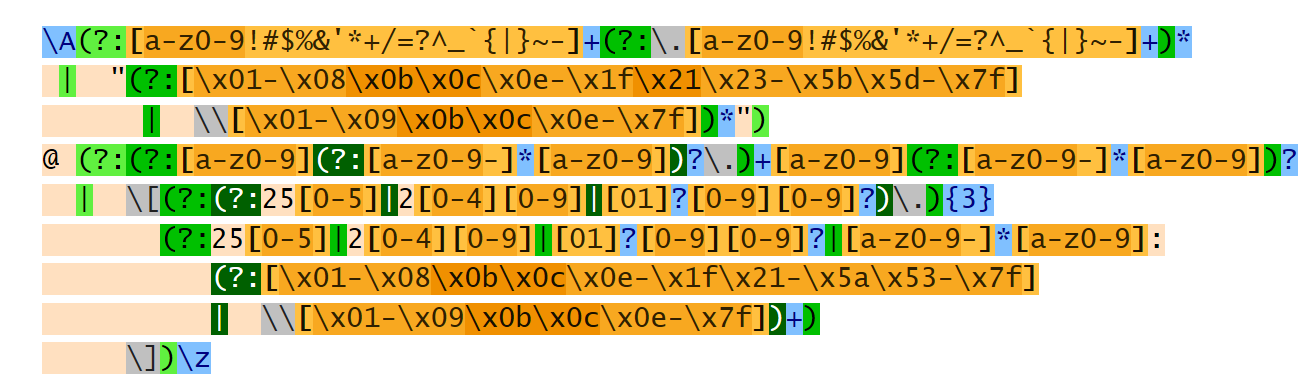 \A(?:[a-z0-9!#$%&'*+/=?^_`{|}~-]+(?:\.[a-z0-9!#$%&'*+/=?^_`{|}~-]+)*
|  "(?:[\x01-\x08\x0b\x0c\x0e-\x1f\x21\x23-\x5b\x5d-\x7f]
|  \\[\x01-\x09\x0b\x0c\x0e-\x7f])*")
@ (?:(?:[a-z0-9](?:[a-z0-9-]*[a-z0-9])?\.)+[a-z0-9](?:[a-z0-9-]*[a-z0-9])?
|  \[(?:(?:25[0-5]|2[0-4][0-9]|[01]?[0-9][0-9]?)\.){3}
(?:25[0-5]|2[0-4][0-9]|[01]?[0-9][0-9]?|[a-z0-9-]*[a-z0-9]:
(?:[\x01-\x08\x0b\x0c\x0e-\x1f\x21-\x5a\x53-\x7f]
|  \\[\x01-\x09\x0b\x0c\x0e-\x7f])+)
\])\z